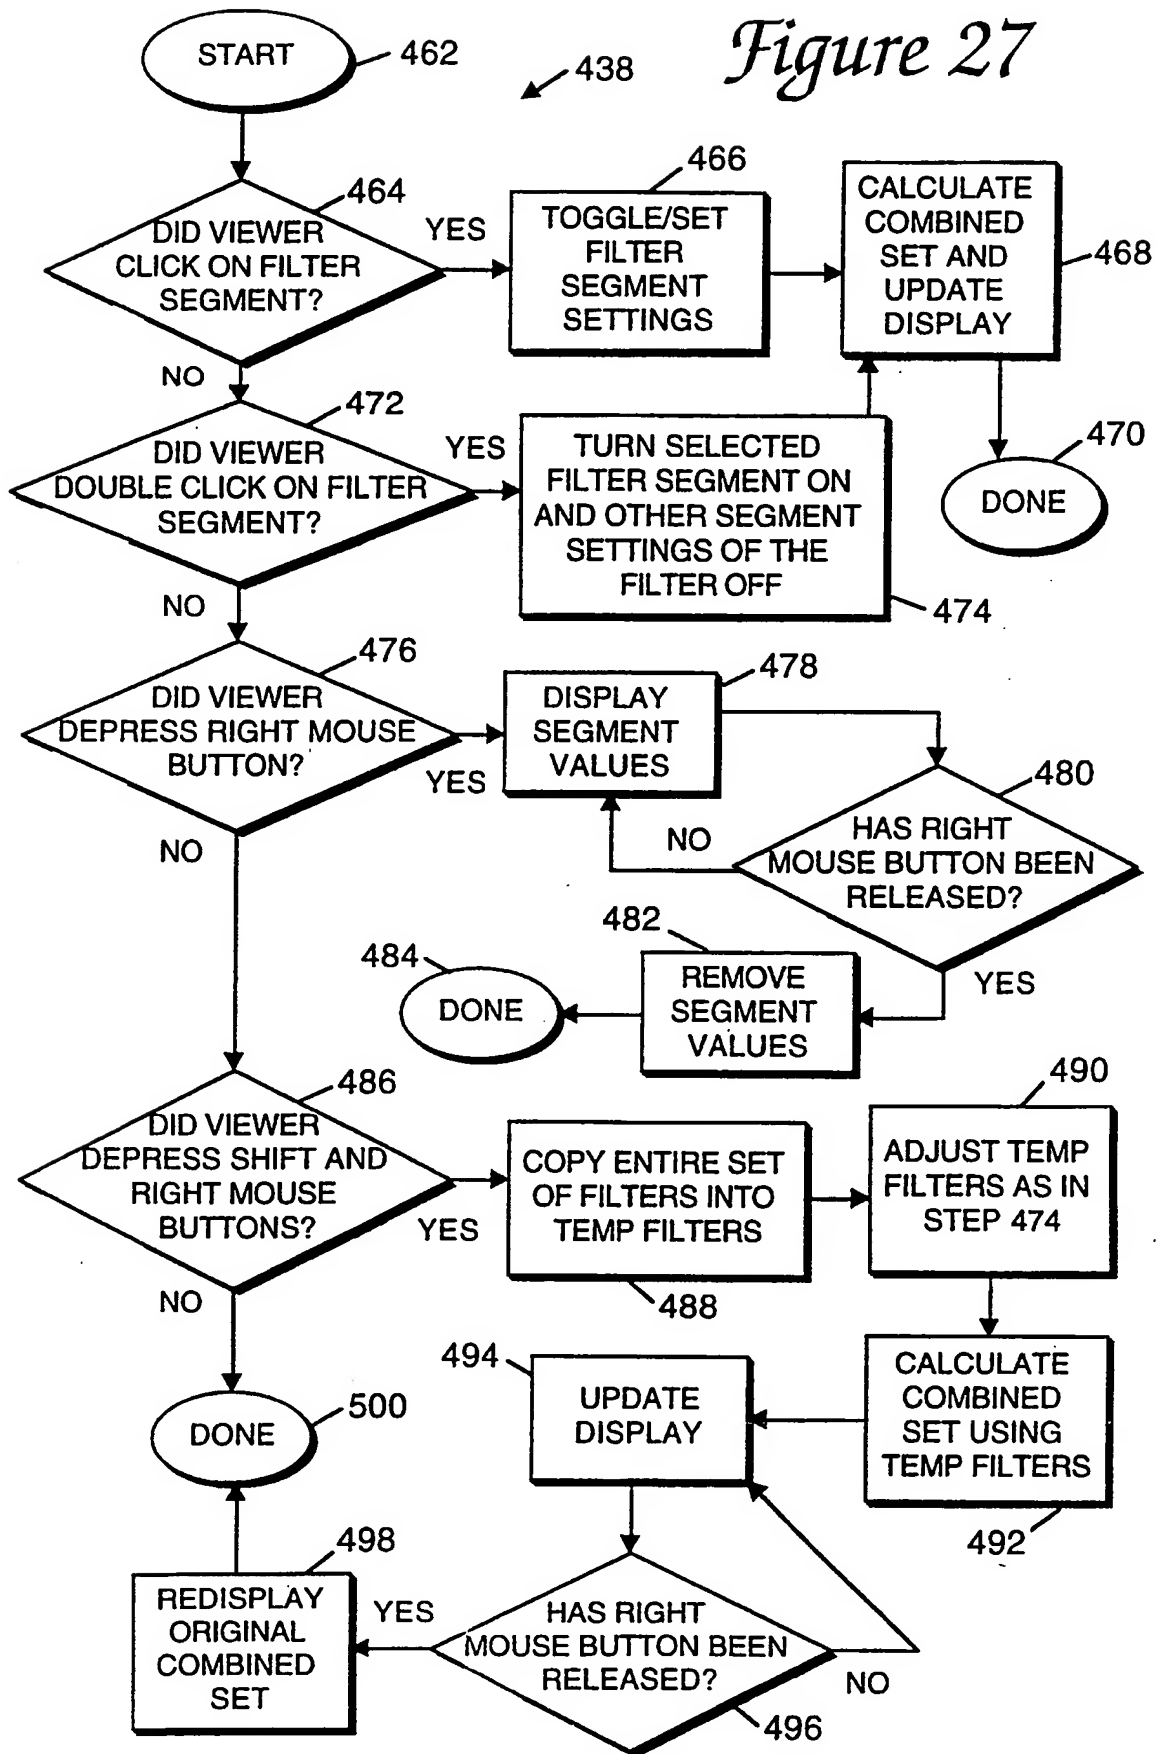 Figure 27
START
462
438
464
DID VIEWER
CLICK ON FILTER
SEGMENT?
YES
466
TOGGLE/SET
FILTER
SEGMENT
SETTINGS
CALCULATE
COMBINED
SET AND
UPDATE
DISPLAY
468
NO
472
DID VIEWER
DOUBLE CLICK ON FILTER
SEGMENT?
YES
TURN SELECTED
FILTER SEGMENT ON
AND OTHER SEGMENT
SETTINGS OF THE
FILTER OFF
474
470
DONE
NO
476
DID VIEWER
DEPRESS RIGHT MOUSE
BUTTON?
YES
478
DISPLAY
SEGMENT
VALUES
480
HAS RIGHT
MOUSE BUTTON BEEN
RELEASED?
NO
YES
482
REMOVE
SEGMENT
VALUES
484
DONE
NO
486
DID VIEWER
DEPRESS SHIFT AND
RIGHT MOUSE
BUTTONS?
YES
COPY ENTIRE SET
OF FILTERS INTO
TEMP FILTERS
488
490
ADJUST TEMP
FILTERS AS IN
STEP 474
CALCULATE
COMBINED
SET USING
TEMP FILTERS
492
494
UPDATE
DISPLAY
NO
500
DONE
498
REDISPLAY
ORIGINAL
COMBINED
SET
YES
HAS RIGHT
MOUSE BUTTON BEEN
RELEASED?
NO
496